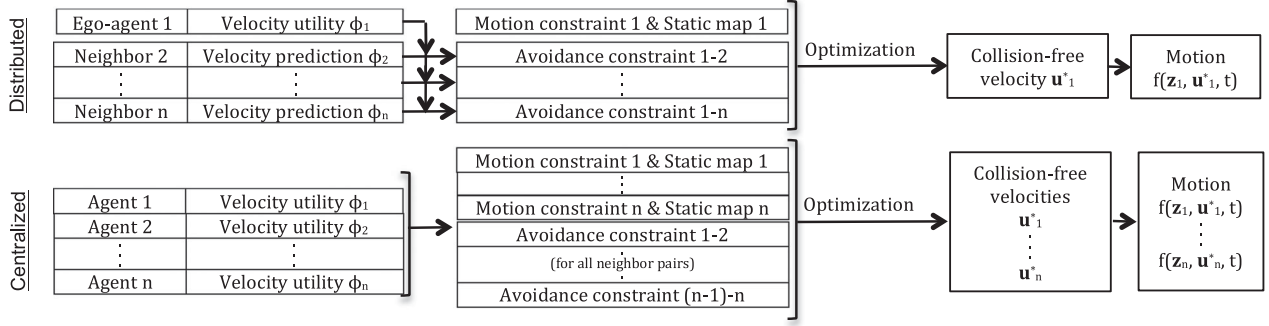 Distributed
Ego-agent 1 Velocity utility ϕ₁ Motion constraint 1 & Static map 1
Neighbor 2 Velocity prediction ϕ₂ Avoidance constraint 1-2
Neighbor n Velocity prediction ϕₙ Avoidance constraint 1-n
Optimization
Collision-free
velocity u*₁
Motion
f(z₁, u*₁, t)
Centralized
Agent 1 Velocity utility ϕ₁
Agent 2 Velocity utility ϕ₂
Agent n Velocity utility ϕₙ
Motion constraint 1 & Static map 1
Motion constraint n & Static map n
Avoidance constraint 1-2
(for all neighbor pairs)
Avoidance constraint (n-1)-n
Optimization
Collision-free
velocities
u*₁
u*ₙ
Motion
f(z₁, u*₁, t)
f(zₙ, u*ₙ, t)